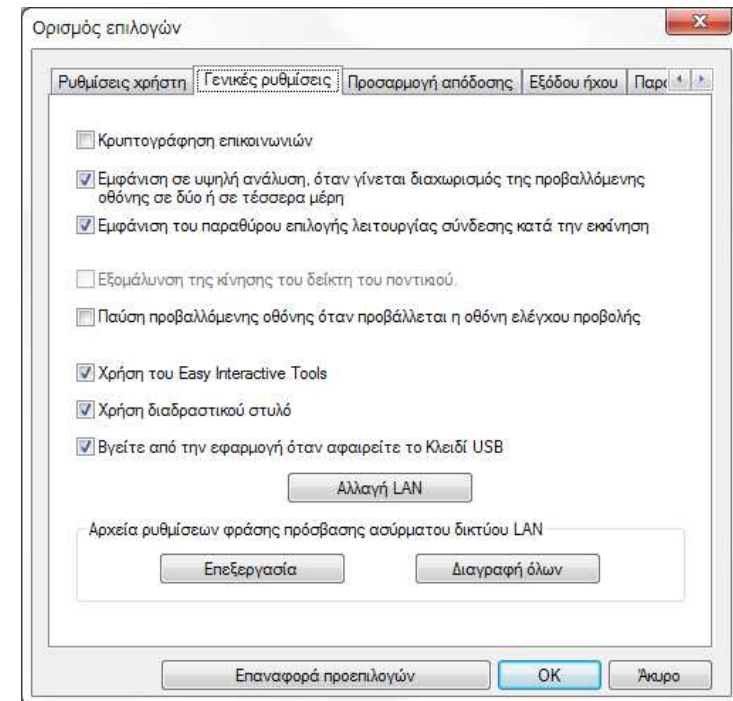 Ορισμός επιλογών
Ρυθμίσεις χρήστη Γενικές ρυθμίσεις Προσαρμογή απόδοσης Εξόδου ήχου Παρο
Κρυπτογράφηση επικοινωνιών
Εμφάνιση σε υψηλή ανάλυση, όταν γίνεται διαχωρισμός της προβαλλόμενης
οθόνης σε δύο ή σε τέσσερα μέρη
Εμφάνιση του παραθύρου επιλογής λειτουργίας σύνδεσης κατά την εκκίνηση
Εξομάλυνση της κίνησης του δείκτη του ποντικιού.
Παύση προβαλλόμενης οθόνης όταν προβάλλεται η οθόνη ελέγχου προβολής
Χρήση του Easy Interactive Tools
Χρήση διαδραστικού στυλό
Βγείτε από την εφαρμογή όταν αφαιρείτε το Κλειδί USB
Αλλαγή LAN
Αρχεία ρυθμίσεων φράσης πρόσβασης ασύρματου δικτύου LAN
Επεξεργασία Διαγραφή όλων
Επαναφορά προεπιλογών OK Άκυρο